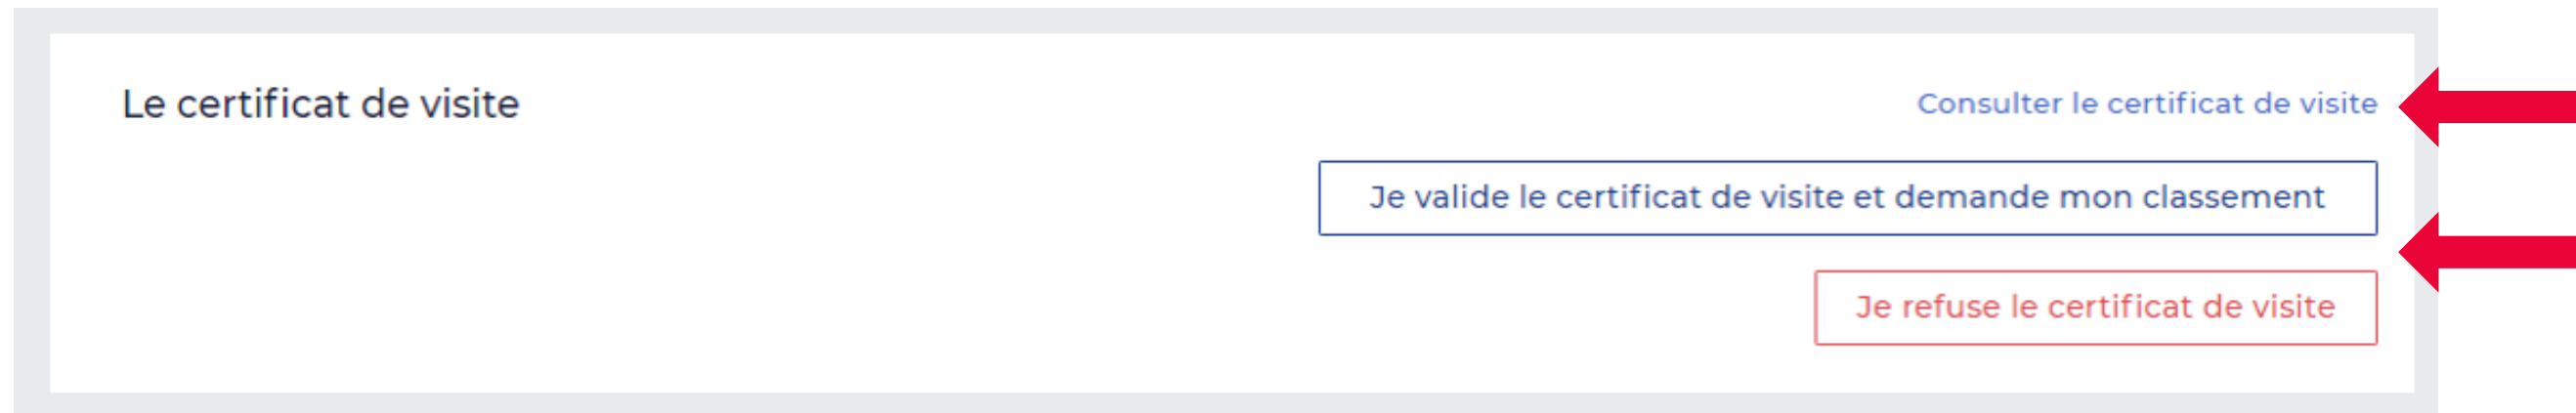 Le certificat de visite
Consulter le certificat de visite
Je valide le certificat de visite et demande mon classement
Je refuse le certificat de visite